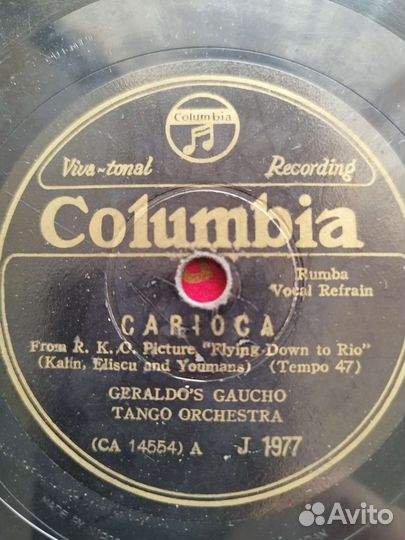 Columbia
Viva-tonal Recording
Columbia
Rumba
Vocal Refrain
CARIOCA
From R. K. O. Picture "Flying Down to Rio"
(Kahn, Eliscu and Youmans) (Tempo 47)
GERALDO'S GAUCHO
TANGO ORCHESTRA
(CA 14554) A J 1977
Avito